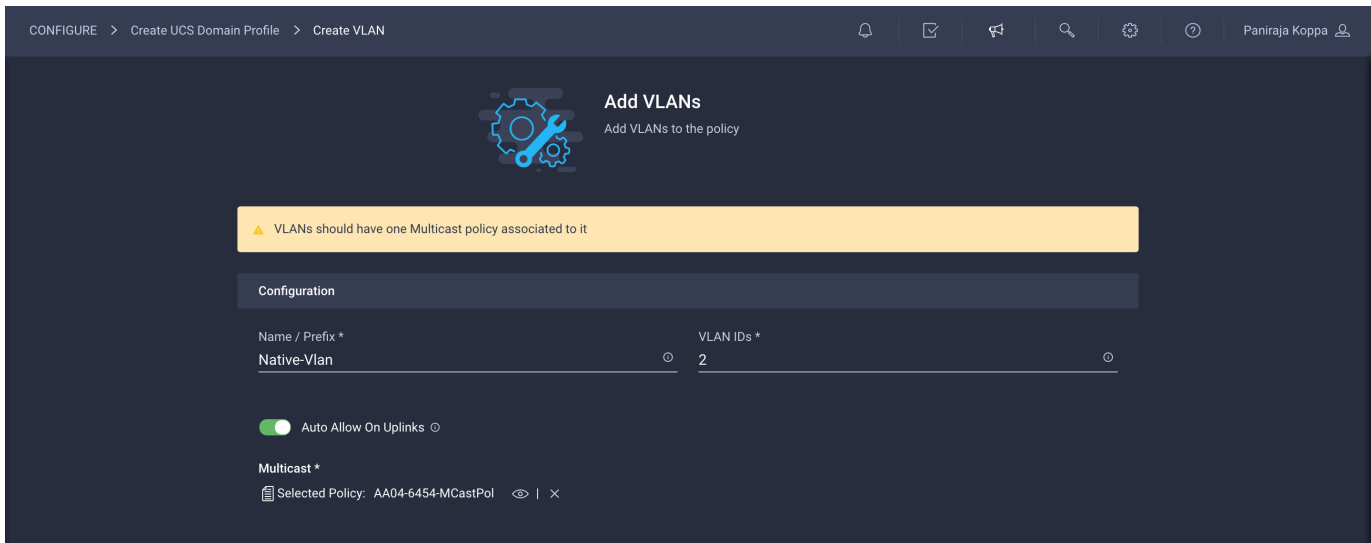 CONFIGURE > Create UCS Domain Profile > Create VLAN
Paniraja Koppa
Add VLANs
Add VLANs to the policy
VLANs should have one Multicast policy associated to it
Configuration
Name / Prefix *
VLAN IDs *
Native-Vlan
2
Auto Allow On Uplinks
Multicast *
Selected Policy: AA04-6454-MCastPol